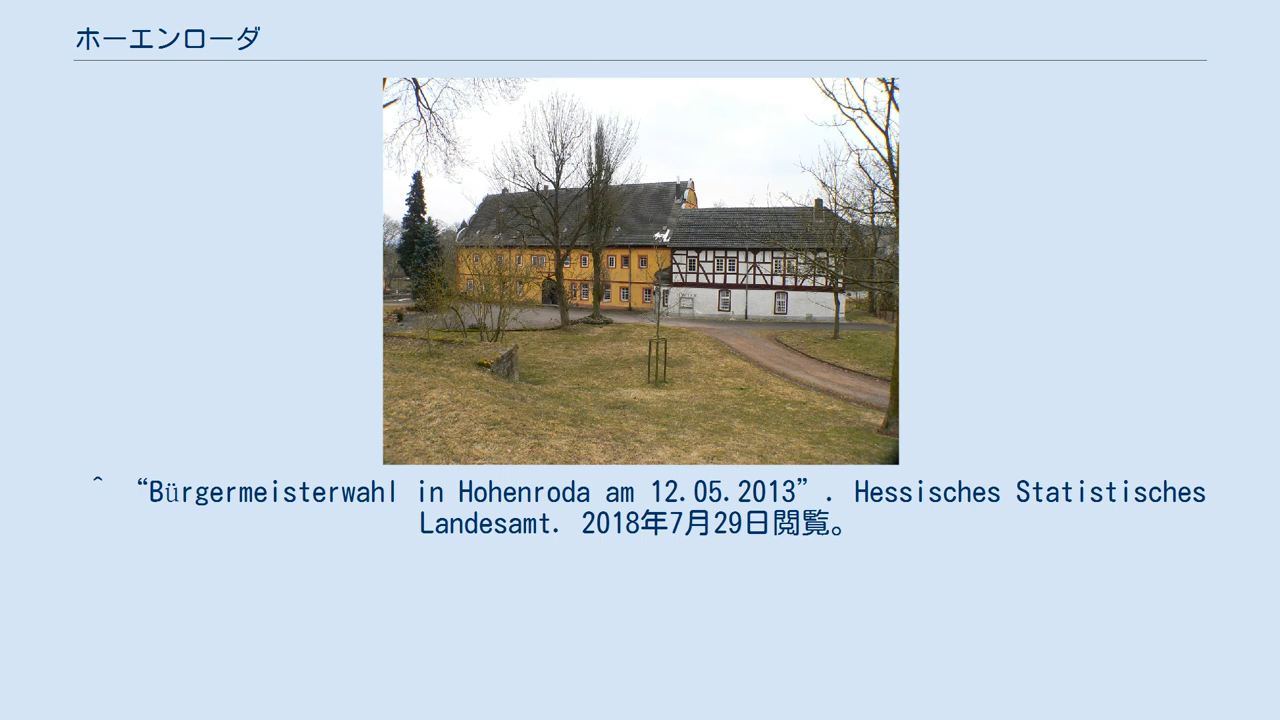 ホーエンローダ
^ “Bürgermeisterwahl in Hohenroda am 12.05.2013”. Hessisches Statistisches
Landesamt. 2018年7月29日閲覧。